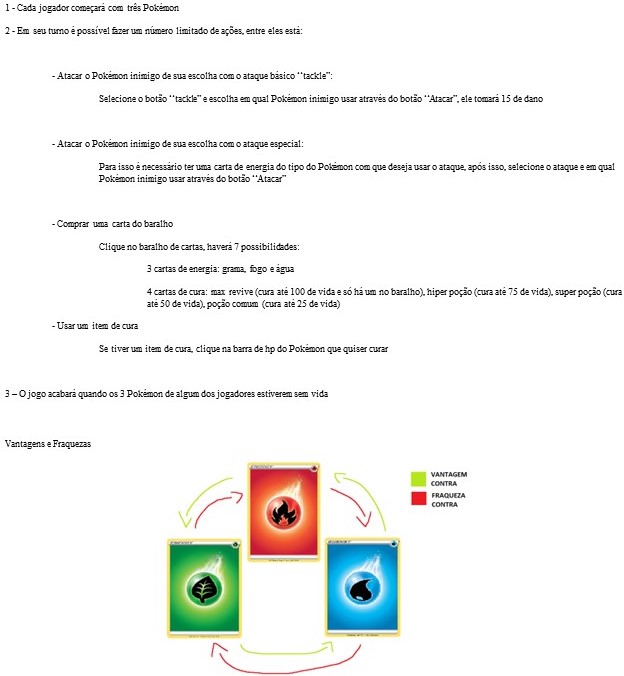 1 - Cada jogador começará com três Pokémon
2 - Em seu turno é possível fazer um número limitado de ações, entre eles está:
- Atacar o Pokémon inimigo de sua escolha com o ataque básico “tackle”:
Selecione o botão “tackle” e escolha em qual Pokémon inimigo usar através do botão “Atacar”, ele tomará 15 de dano
- Atacar o Pokémon inimigo de sua escolha com o ataque especial:
Para isso é necessário ter uma carta de energia do tipo do Pokémon com que deseja usar o ataque, após isso, selecione o ataque e em qual
Pokémon inimigo usar através do botão “Atacar”
- Comprar uma carta do baralho
Clique no baralho de cartas, haverá 7 possibilidades:
3 cartas de energia: grama, fogo e água
4 cartas de cura: max revive (cura até 100 de vida e só há um no baralho), hiper poção (cura até 75 de vida), super poção (cura
até 50 de vida), poção comum (cura até 25 de vida)
- Usar um item de cura
Se tiver um item de cura, clique na barra de hp do Pokémon que quiser curar
3 – O jogo acabará quando os 3 Pokémon de algum dos jogadores estiverem sem vida
Vantagens e Fraquezas
VANTAGEM
CONTRA
FRAQUEZA
CONTRA